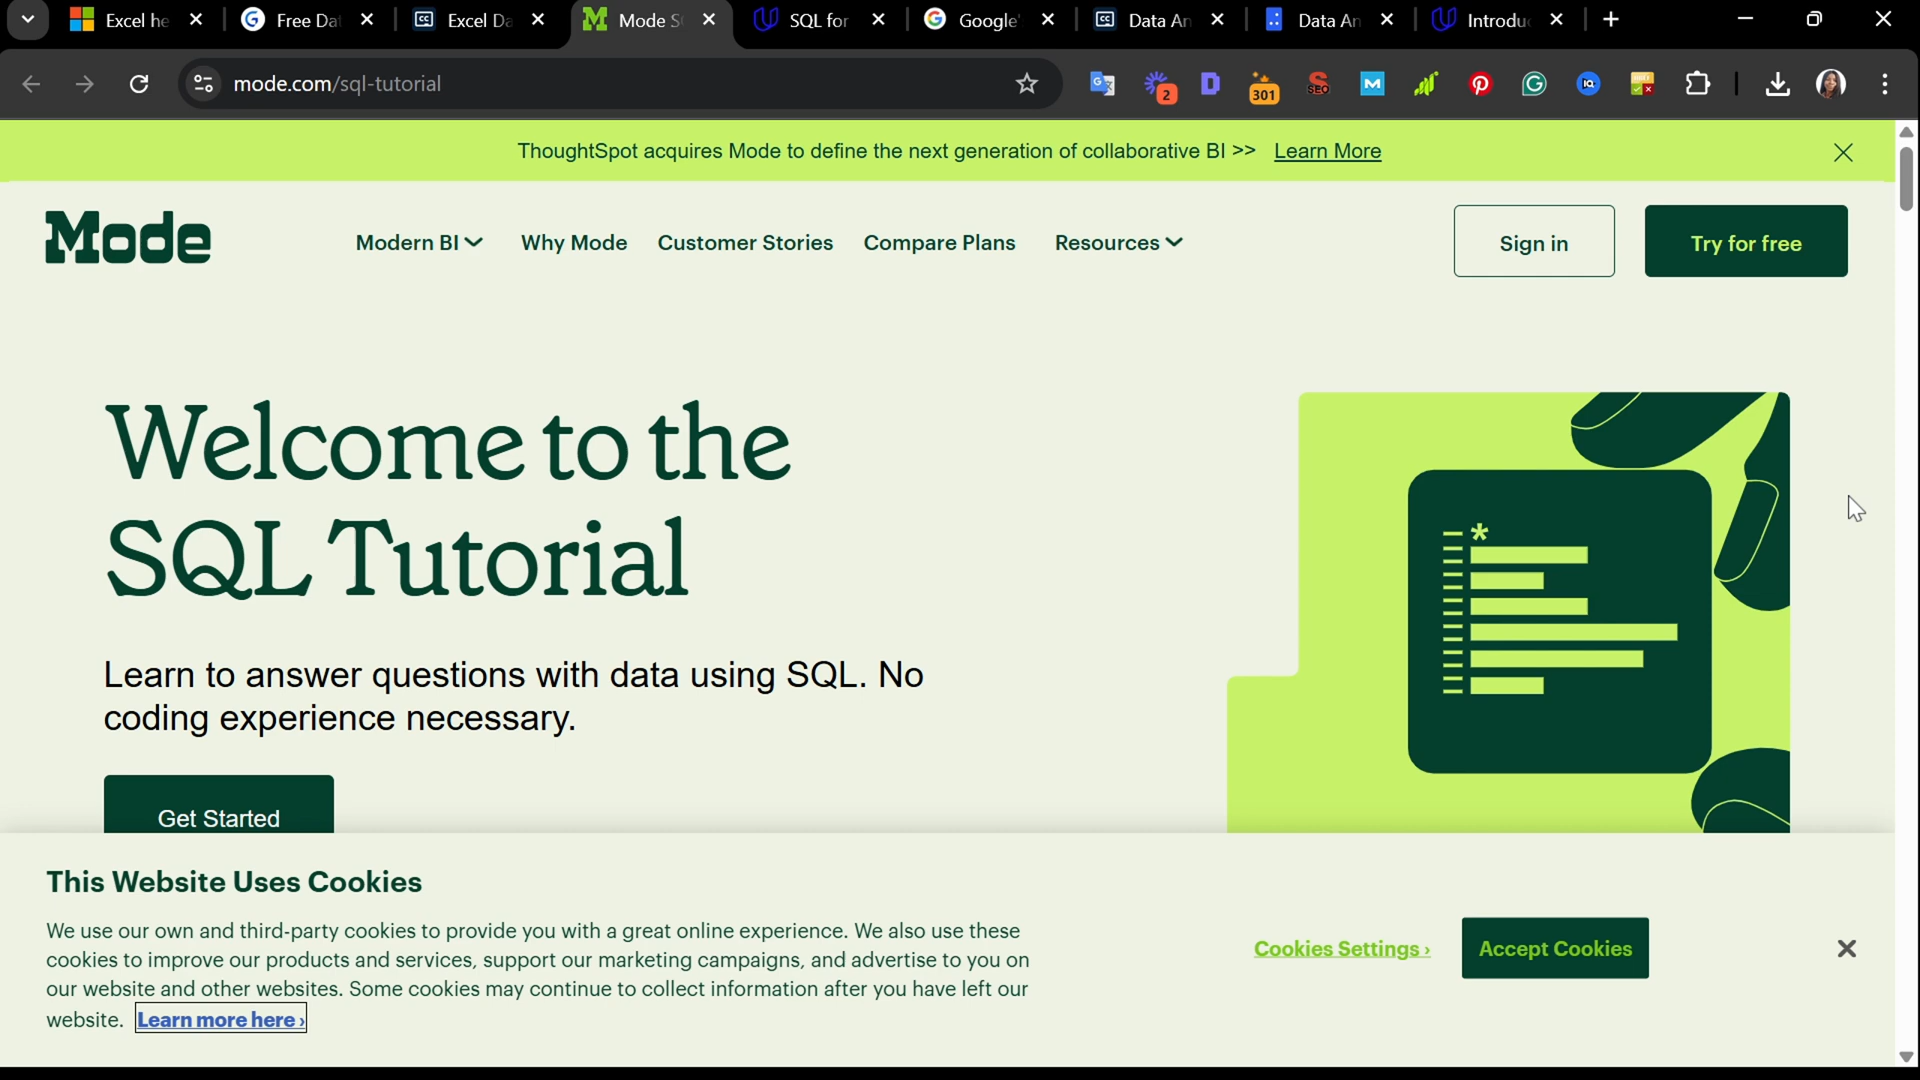 Excel he
Free Dat
Excel Da
Mode S
SQL for
Google'
Data An
Data An
Introdu
mode.com/sql-tutorial
2
301
SEO
ThoughtSpot acquires Mode to define the next generation of collaborative BI >> Learn More
Mode
Modern BI
Why Mode
Customer Stories
Compare Plans
Resources
Sign in
Try for free
Welcome to the
SQL Tutorial
Learn to answer questions with data using SQL. No
coding experience necessary.
Get Started
This Website Uses Cookies
We use our own and third-party cookies to provide you with a great online experience. We also use these
cookies to improve our products and services, support our marketing campaigns, and advertise to you on
our website and other websites. Some cookies may continue to collect information after you have left our
website. Learn more here ›
Cookies Settings ›
Accept Cookies